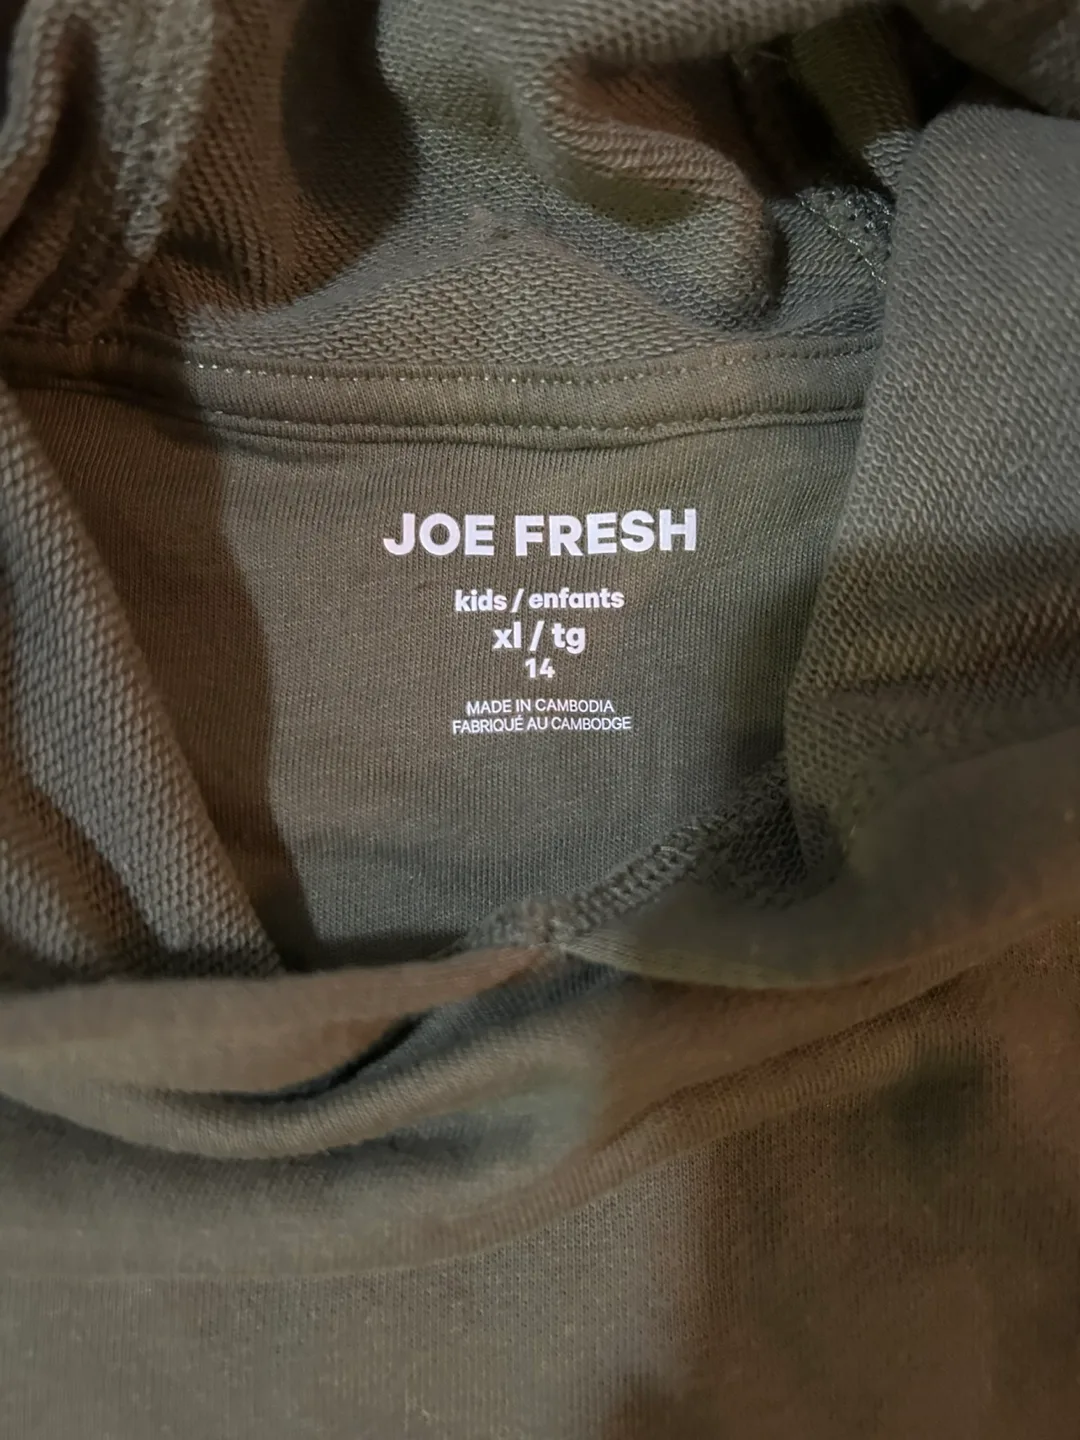 JOE FRESH
kids / enfants
xl / tg
14
MADE IN CAMBODIA
FABRIQUÉ AU CAMBODGE